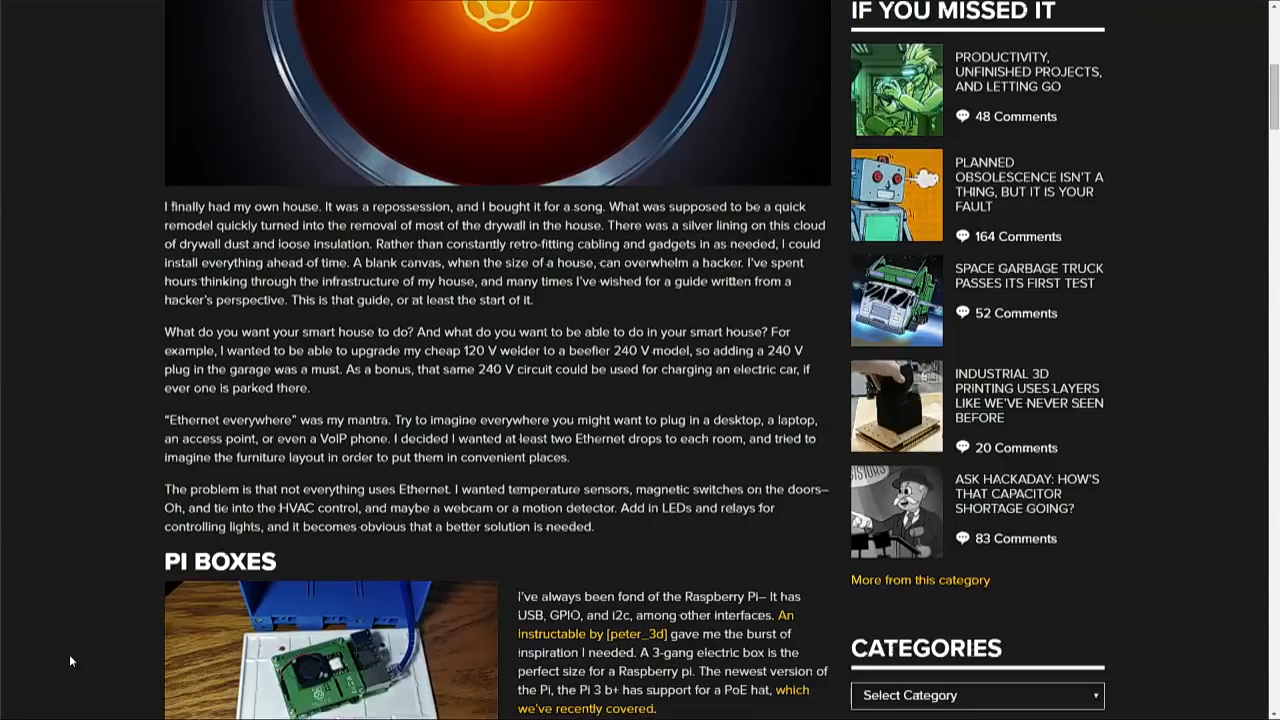 I finally had my own house. It was a repossession, and I bought it for a song. What was supposed to be a quick
remodel quickly turned into the removal of most of the drywall in the house. There was a silver lining on this cloud
of drywall dust and loose insulation. Rather than constantly retro-fitting cabling and gadgets in as needed, I could
install everything ahead of time. A blank canvas, when the size of a house, can overwhelm a hacker. I've spent
hours thinking through the infrastructure of my house, and many times I've wished for a guide written from a
hacker's perspective. This is that guide, or at least the start of it.
What do you want your smart house to do? And what do you want to be able to do in your smart house? For
example, I wanted to be able to upgrade my cheap 120 V welder to a beefier 240 V model, so adding a 240 V
plug in the garage was a must. As a bonus, that same 240 V circuit could be used for charging an electric car, if
ever one is parked there.
“Ethernet everywhere” was my mantra. Try to imagine everywhere you might want to plug in a desktop, a laptop,
an access point, or even a VoIP phone. I decided I wanted at least two Ethernet drops to each room, and tried to
imagine the furniture layout in order to put them in convenient places.
The problem is that not everything uses Ethernet. I wanted temperature sensors, magnetic switches on the doors–
Oh, and tie into the HVAC control, and maybe a webcam or a motion detector. Add in LEDs and relays for
controlling lights, and it becomes obvious that a better solution is needed.
PI BOXES
I've always been fond of the Raspberry Pi– It has
USB, GPIO, and i2c, among other interfaces. An
Instructable by [peter_3d] gave me the burst of
inspiration I needed. A 3-gang electric box is the
perfect size for a Raspberry pi. The newest version of
the Pi, the Pi 3 b+ has support for a PoE hat, which
we've recently covered.
IF YOU MISSED IT
PRODUCTIVITY,
UNFINISHED PROJECTS,
AND LETTING GO
48 Comments
PLANNED
OBSOLESCENCE ISN'T A
THING, BUT IT IS YOUR
FAULT
164 Comments
SPACE GARBAGE TRUCK
PASSES ITS FIRST TEST
52 Comments
INDUSTRIAL 3D
PRINTING USES LAYERS
LIKE WE'VE NEVER SEEN
BEFORE
20 Comments
ASK HACKADAY: HOW'S
THAT CAPACITOR
SHORTAGE GOING?
83 Comments
More from this category
CATEGORIES
Select Category